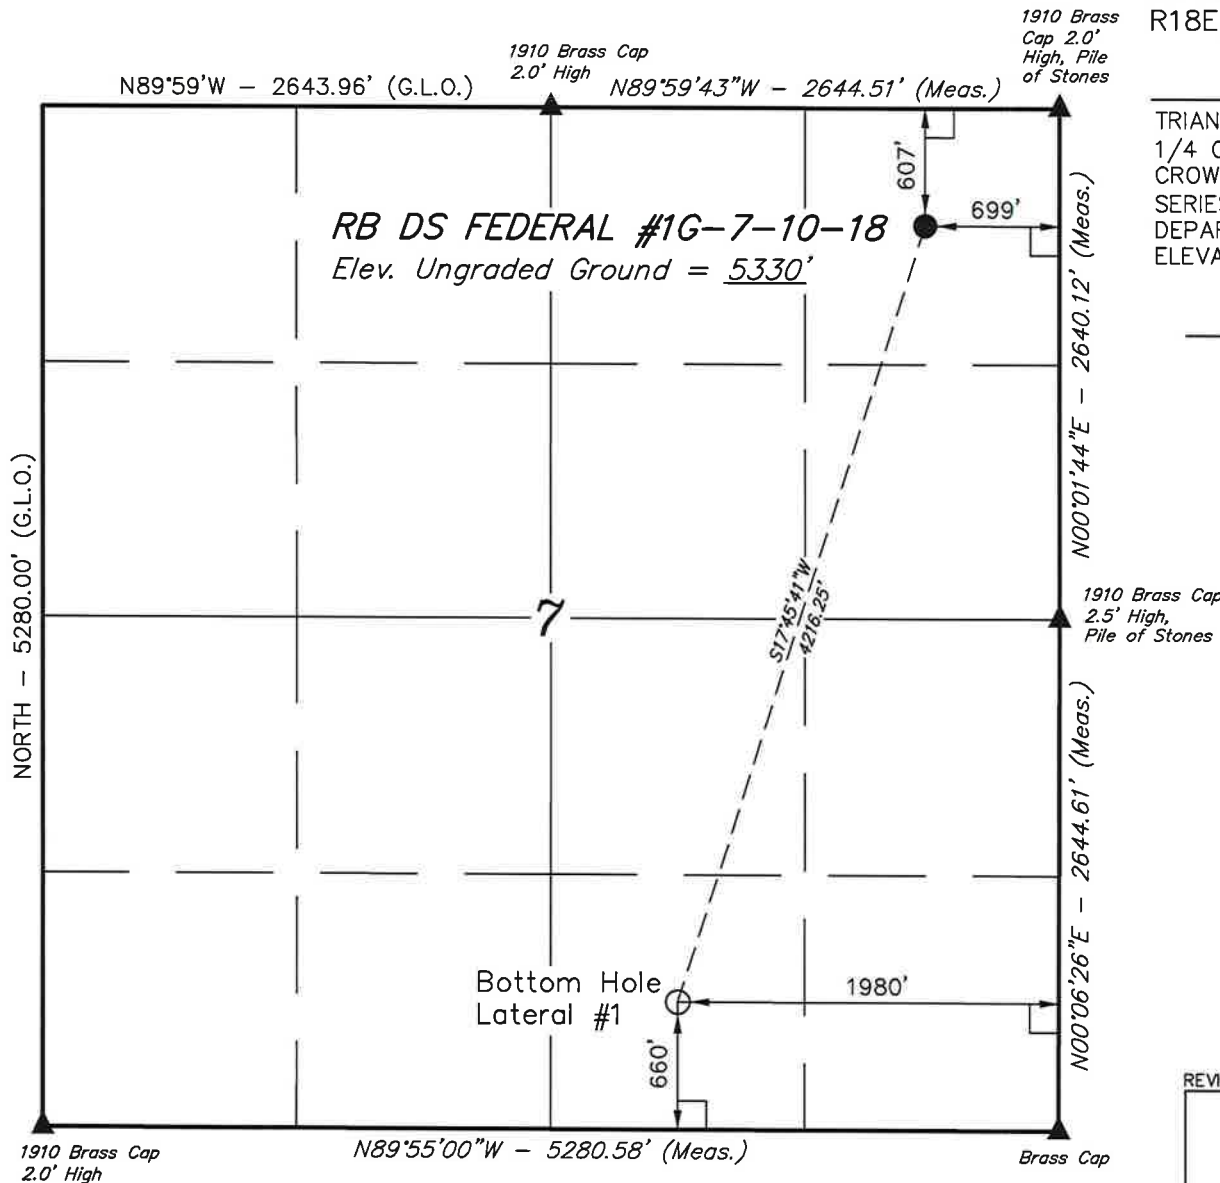 1910 Brass
Cap 2.0'
High, Pile
of Stones
R18E
1910 Brass Cap
2.0' High
N89°59'W - 2643.96' (G.L.O.)
N89°59'43"W - 2644.51' (Meas.)
TRIAN
1/4 C
CROW
SERIES
DEPAR
ELEVA
607'
699'
RB DS FEDERAL #1G-7-10-18
Elev. Ungraded Ground = 5330'
N00°01'44"E - 2640.12' (Meas.)
NORTH - 5280.00' (G.L.O.)
7
S17°45'41"W
4216.25'
1910 Brass Cap
2.5' High,
Pile of Stones
N00°06'26"E - 2644.61' (Meas.)
Bottom Hole
Lateral #1
1980'
660'
REVI
1910 Brass Cap
2.0' High
N89°55'00"W - 5280.58' (Meas.)
Brass Cap